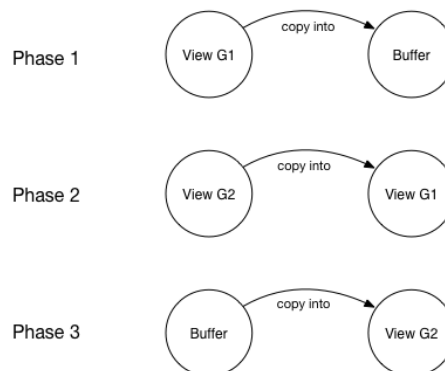 copy into
Phase 1 View G1 Buffer
copy into
Phase 2 View G2 View G1
copy into
Phase 3 Buffer View G2